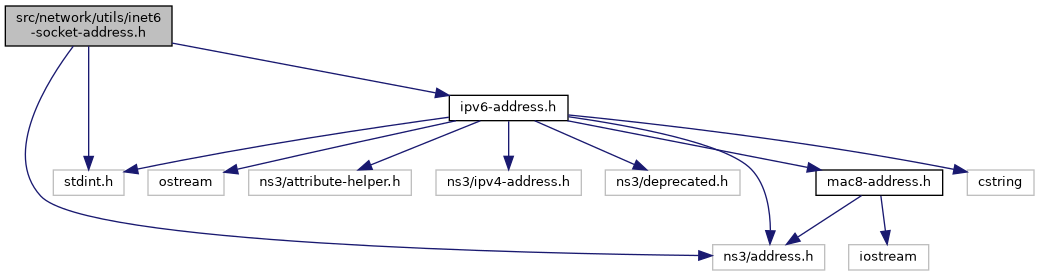 src/network/utils/inet6
-socket-address.h
ipv6-address.h
stdint.h
ostream
ns3/attribute-helper.h
ns3/ipv4-address.h
ns3/deprecated.h
mac8-address.h
cstring
ns3/address.h
iostream